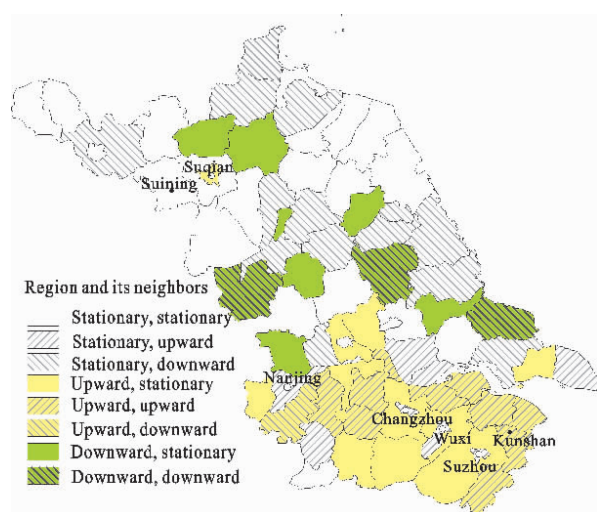 Suqian
Suining
Region and its neighbors
Stationary, stationary
Stationary, upward
Stationary, downward
Upward, stationary
Upward, upward
Upward, downward
Downward, stationary
Downward, downward
Nanjing
Changzhou
Wuxi
Kunshan
Suzhou